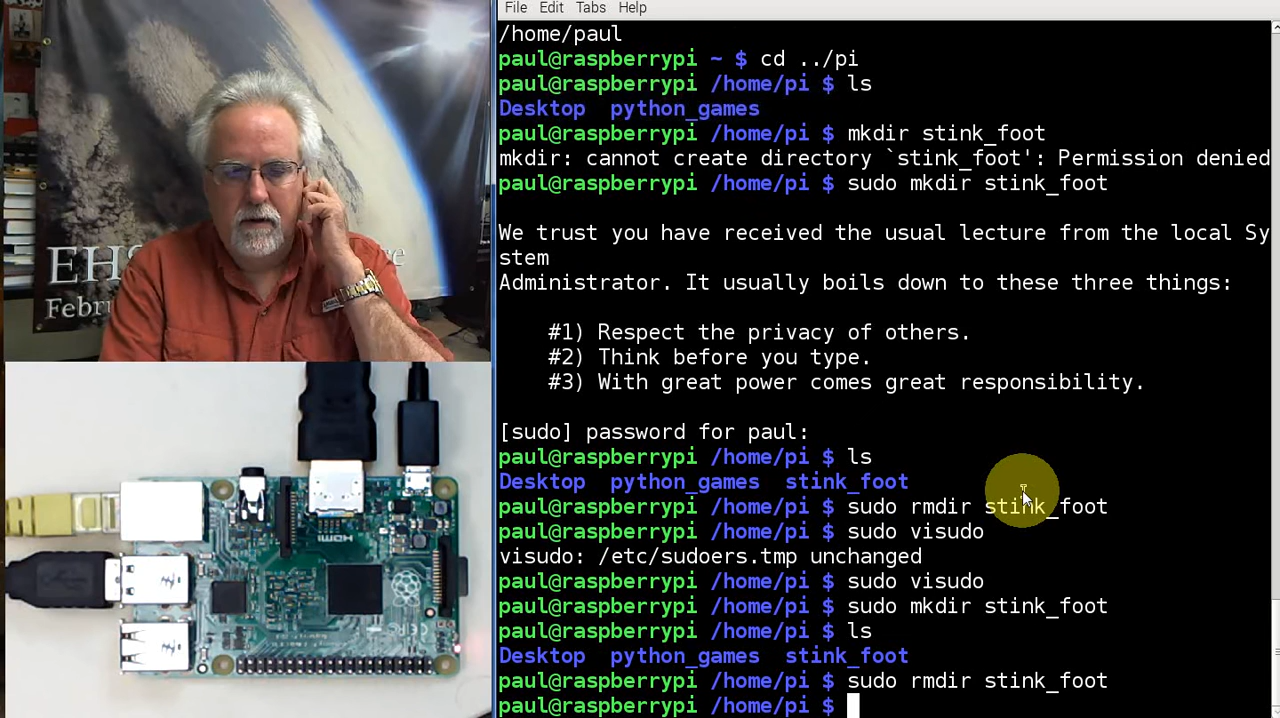 File Edit Tabs Help
/home/paul
paul@raspberrypi ~ $ cd ../pi
paul@raspberrypi /home/pi $ ls
Desktop python_games
paul@raspberrypi /home/pi $ mkdir stink_foot
mkdir: cannot create directory `stink_foot': Permission denied
paul@raspberrypi /home/pi $ sudo mkdir stink_foot
We trust you have received the usual lecture from the local Sy
stem
Administrator. It usually boils down to these three things:
#1) Respect the privacy of others.
#2) Think before you type.
#3) With great power comes great responsibility.
[sudo] password for paul:
paul@raspberrypi /home/pi $ ls
Desktop python_games stink_foot
paul@raspberrypi /home/pi $ sudo rmdir stink_foot
paul@raspberrypi /home/pi $ sudo visudo
visudo: /etc/sudoers.tmp unchanged
paul@raspberrypi /home/pi $ sudo visudo
paul@raspberrypi /home/pi $ sudo mkdir stink_foot
paul@raspberrypi /home/pi $ ls
Desktop python_games stink_foot
paul@raspberrypi /home/pi $ sudo rmdir stink_foot
paul@raspberrypi /home/pi $
EHS
HDMI